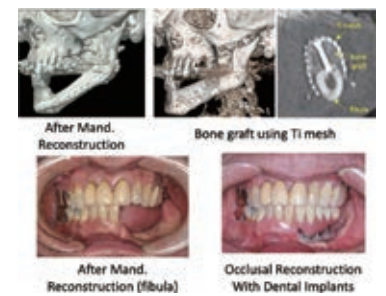 After Mand.
Reconstruction
Bone graft using Ti mesh
After Mand.
Reconstruction (fibula)
Occlusal Reconstruction
With Dental Implants